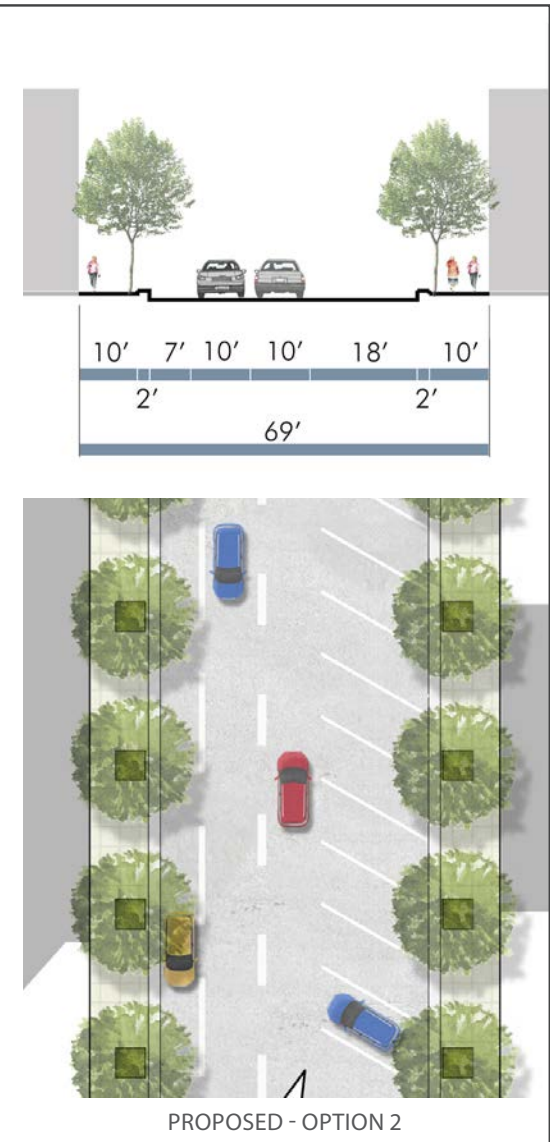 10’ 7’ 10’ 10’ 18’ 10’
2’ 2’
69’
PROPOSED - OPTION 2